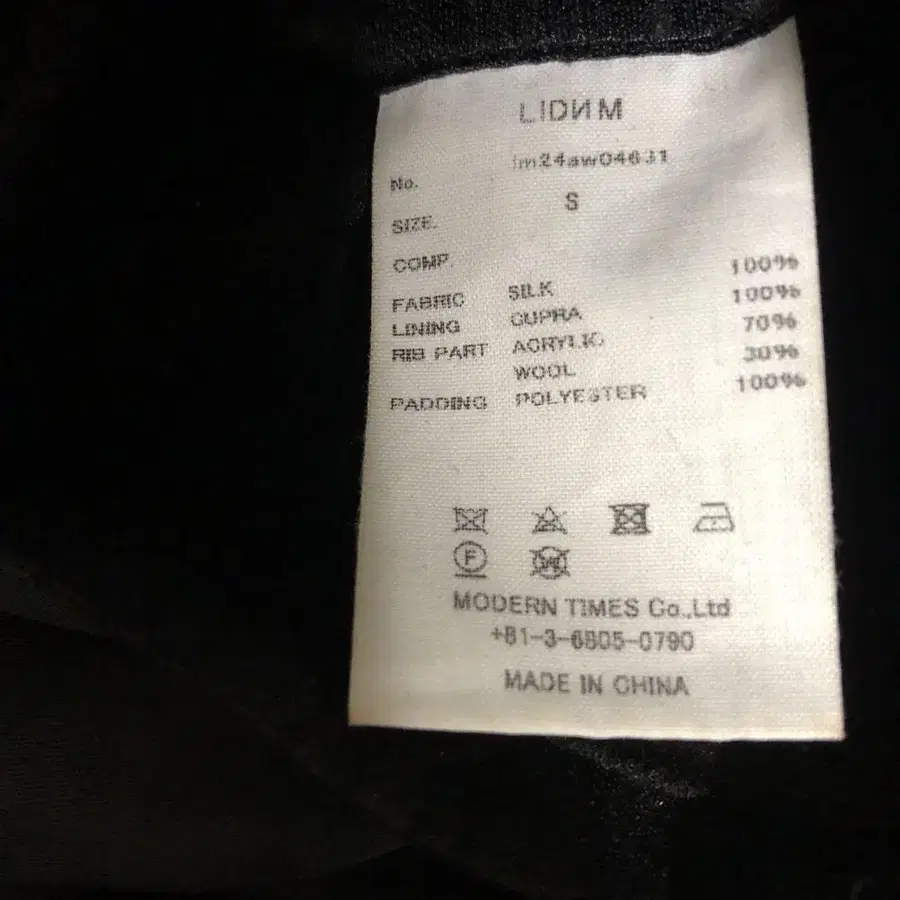 LIDИM
No. lm24aw04631
SIZE. S
COMP.
FABRIC SILK 100%
LINING CUPRA 100%
RIB PART ACRYLIC 70%
WOOL 30%
PADDING POLYESTER 100%
F
W
MODERN TIMES Co.,Ltd
+81-3-6805-0790
MADE IN CHINA